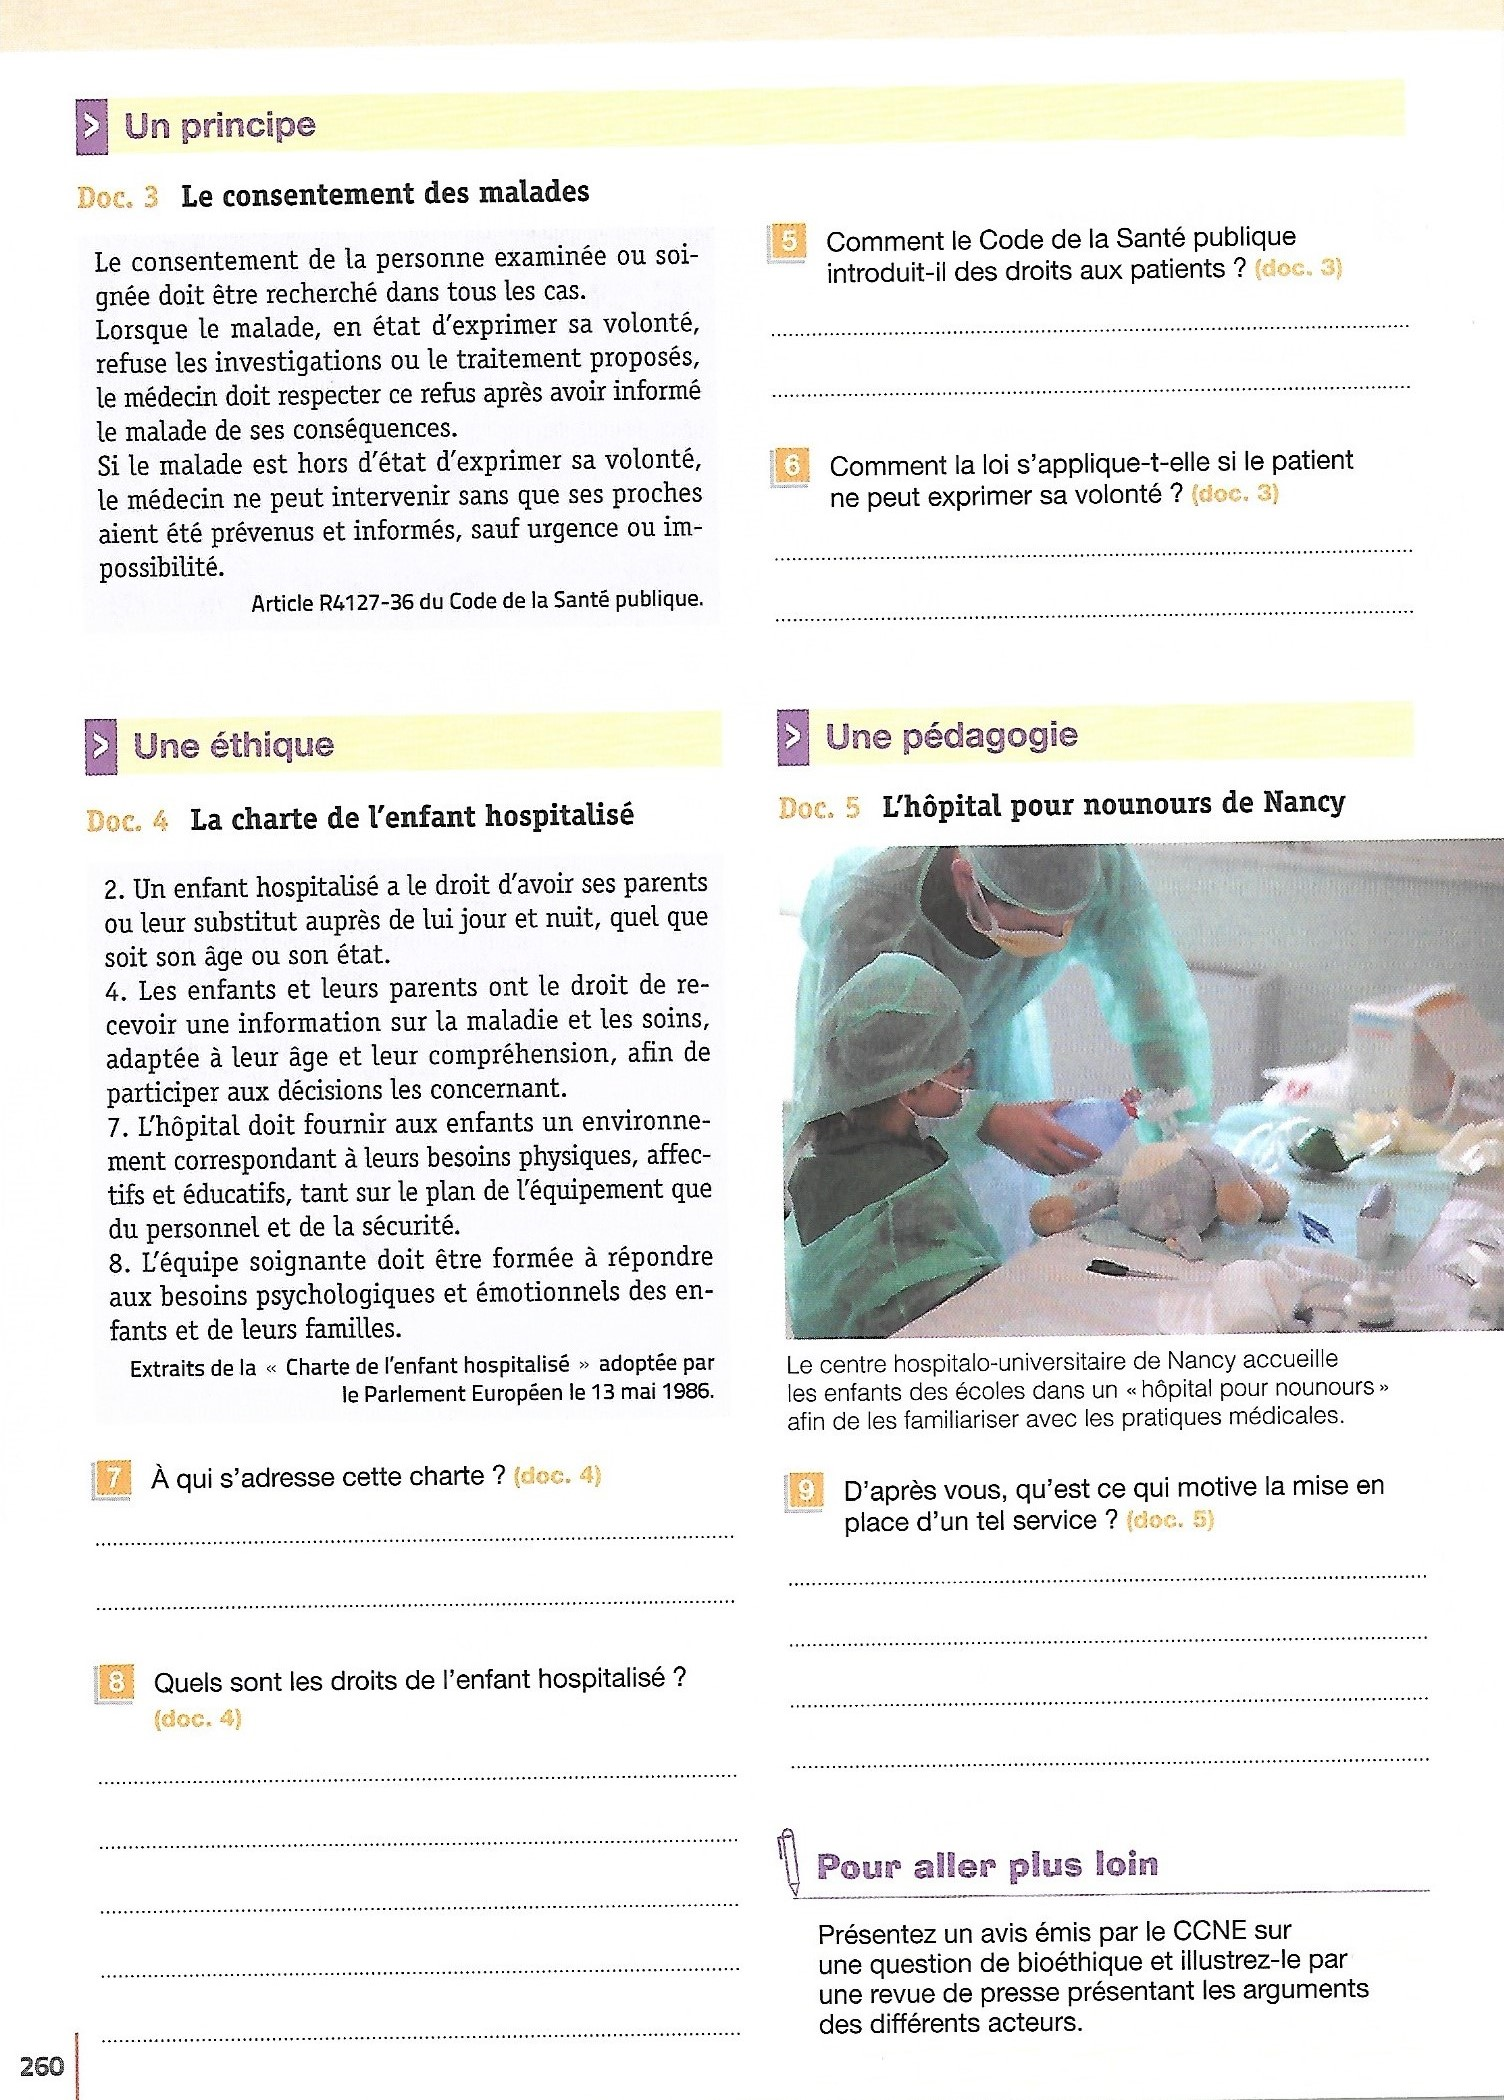 > Un principe
Doc. 3 Le consentement des malades
Le consentement de la personne examinée ou soi-
gnée doit être recherché dans tous les cas.
Lorsque le malade, en état d'exprimer sa volonté,
refuse les investigations ou le traitement proposés,
le médecin doit respecter ce refus après avoir informé
le malade de ses conséquences.
Si le malade est hors d'état d'exprimer sa volonté,
le médecin ne peut intervenir sans que ses proches
aient été prévenus et informés, sauf urgence ou im-
possibilité.
Article R4127-36 du Code de la Santé publique.
5 Comment le Code de la Santé publique
introduit-il des droits aux patients ? (doc. 3)
6 Comment la loi s'applique-t-elle si le patient
ne peut exprimer sa volonté ? (doc. 3)
> Une éthique
Doc. 4 La charte de l'enfant hospitalisé
2. Un enfant hospitalisé a le droit d'avoir ses parents
ou leur substitut auprès de lui jour et nuit, quel que
soit son âge ou son état.
4. Les enfants et leurs parents ont le droit de re-
cevoir une information sur la maladie et les soins,
adaptée à leur âge et leur compréhension, afin de
participer aux décisions les concernant.
7. L'hôpital doit fournir aux enfants un environne-
ment correspondant à leurs besoins physiques, affec-
tifs et éducatifs, tant sur le plan de l'équipement que
du personnel et de la sécurité.
8. L'équipe soignante doit être formée à répondre
aux besoins psychologiques et émotionnels des en-
fants et de leurs familles.
Extraits de la « Charte de l'enfant hospitalisé » adoptée par
le Parlement Européen le 13 mai 1986.
7 À qui s'adresse cette charte ? (doc. 4)
8 Quels sont les droits de l'enfant hospitalisé ?
(doc. 4)
> Une pédagogie
Doc. 5 L'hôpital pour nounours de Nancy
Le centre hospitalo-universitaire de Nancy accueille
les enfants des écoles dans un « hôpital pour nounours »
afin de les familiariser avec les pratiques médicales.
9 D'après vous, qu'est ce qui motive la mise en
place d'un tel service ? (doc. 5)
Pour aller plus loin
Présentez un avis émis par le CCNE sur
une question de bioéthique et illustrez-le par
une revue de presse présentant les arguments
des différents acteurs.
260